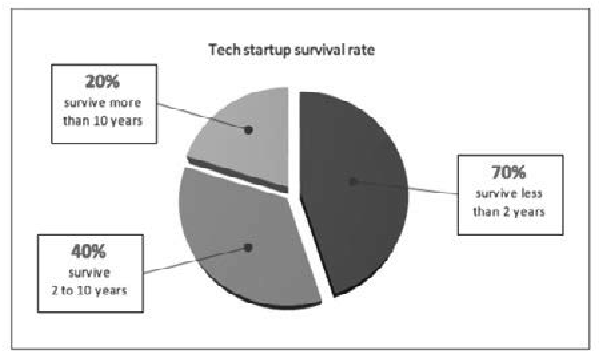 Tech startup survival rate
20%
survive more
than 10 years
70%
survive less
than 2 years
40%
survive
2 to 10 years